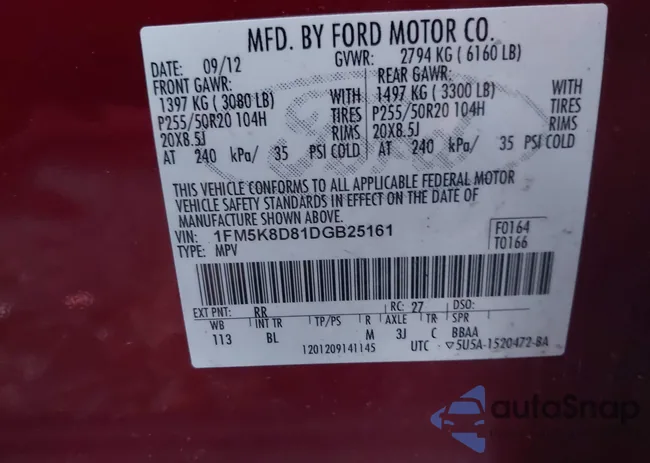 MFD. BY FORD MOTOR CO.
DATE: 09/12 GVWR: 2794 KG ( 6160 LB)
FRONT GAWR: REAR GAWR:
1397 KG ( 3080 LB) WITH 1497 KG ( 3300 LB) WITH
P255/50R20 104H TIRES P255/50R20 104H TIRES
20X8.5J RIMS 20X8.5J RIMS
AT 240 kPa/ 35 PSI COLD AT 240 kPa/ 35 PSI COLD
THIS VEHICLE CONFORMS TO ALL APPLICABLE FEDERAL MOTOR
VEHICLE SAFETY STANDARDS IN EFFECT ON THE DATE OF
MANUFACTURE SHOWN ABOVE.
VIN: 1FM5K8D81DGB25161 F0164
TYPE: MPV T0166
EXT PNT: RR RC: 27 DSO:
WB INT TR TP/PS R AXLE TR SPR
113 BL M 3J C BBAA
1201209141145 UTC ▽5U5A-1520472-BA
Ford
autoSnap